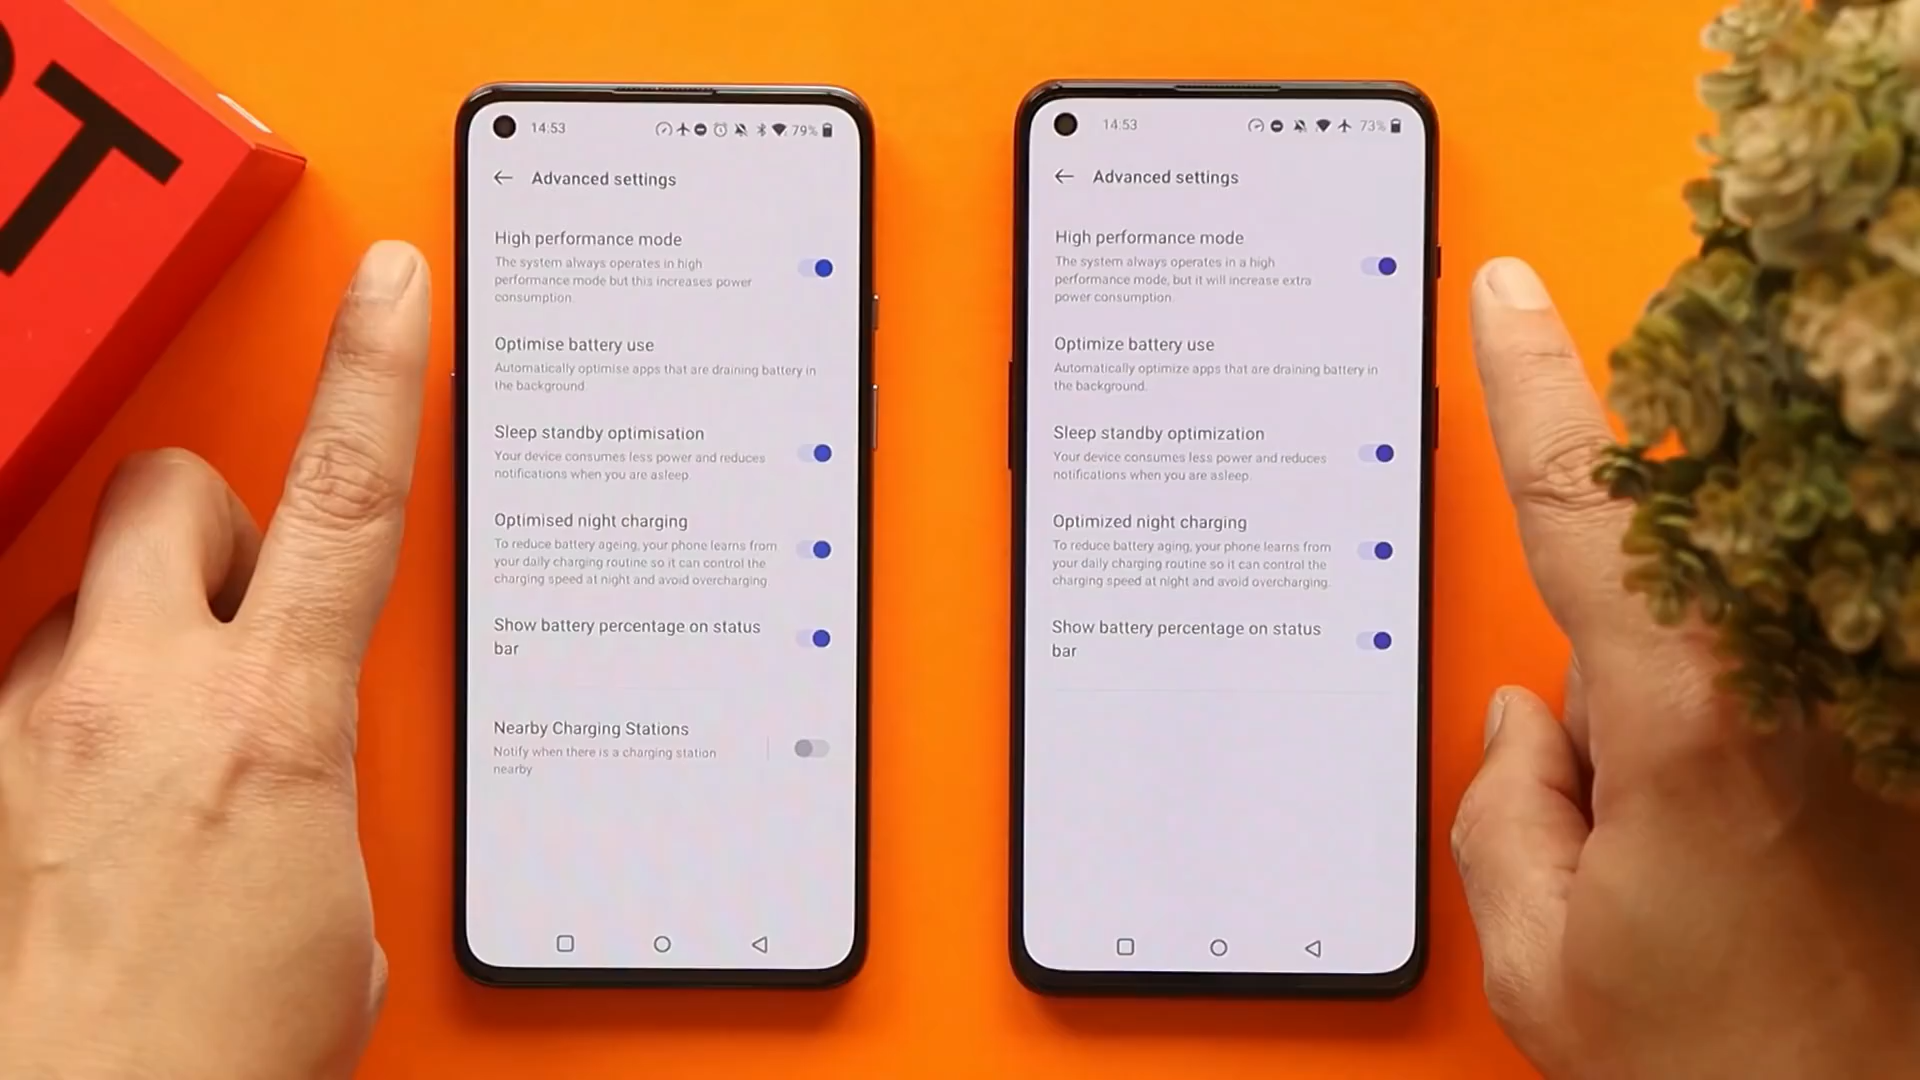 T
14:53
79%
Advanced settings
High performance mode
The system always operates in high
performance mode but this increases power
consumption.
Optimise battery use
Automatically optimise apps that are draining battery in
the background.
Sleep standby optimisation
Your device consumes less power and reduces
notifications when you are asleep.
Optimised night charging
To reduce battery ageing, your phone learns from
your daily charging routine so it can control the
charging speed at night and avoid overcharging.
Show battery percentage on status
bar
Nearby Charging Stations
Notify when there is a charging station
nearby
14:53
73%
Advanced settings
High performance mode
The system always operates in a high
performance mode, but it will increase extra
power consumption.
Optimize battery use
Automatically optimize apps that are draining battery in
the background.
Sleep standby optimization
Your device consumes less power and reduces
notifications when you are asleep.
Optimized night charging
To reduce battery aging, your phone learns from
your daily charging routine so it can control the
charging speed at night and avoid overcharging.
Show battery percentage on status
bar